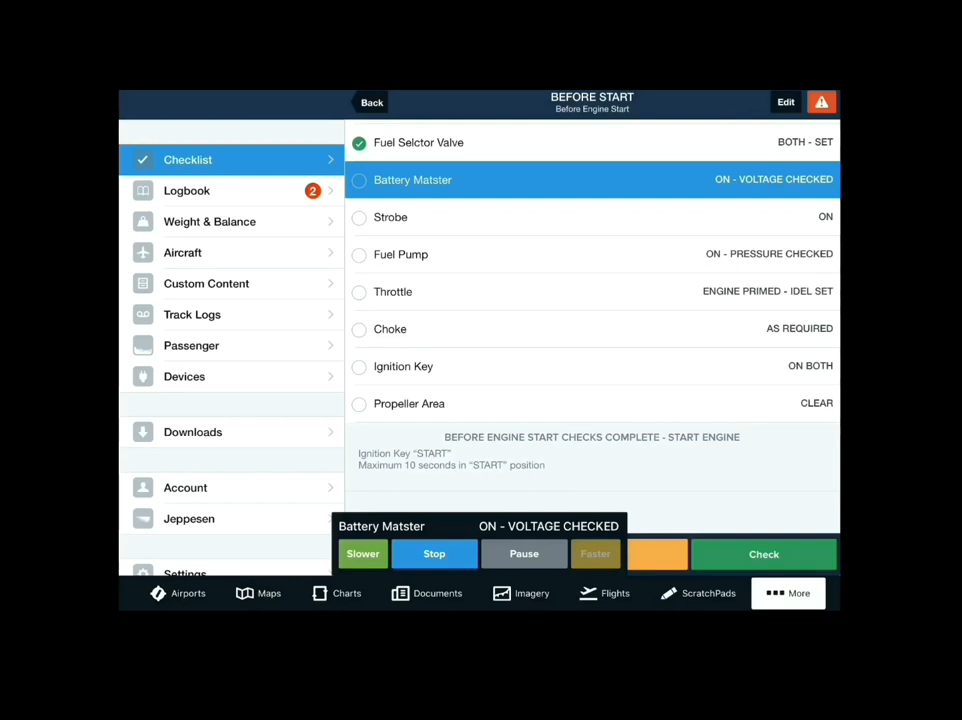 Back
BEFORE START
Before Engine Start
Edit
Fuel Selctor Valve BOTH - SET
Checklist
Battery Matster ON - VOLTAGE CHECKED
Logbook 2
Strobe ON
Weight & Balance
Aircraft
Fuel Pump ON - PRESSURE CHECKED
Custom Content
Throttle ENGINE PRIMED - IDEL SET
Track Logs
Choke AS REQUIRED
Passenger
Ignition Key ON BOTH
Devices
Propeller Area CLEAR
Downloads
BEFORE ENGINE START CHECKS COMPLETE - START ENGINE
Ignition Key “START”
Maximum 10 seconds in “START” position
Account
Jeppesen
Battery Matster ON - VOLTAGE CHECKED
Slower Stop Pause Faster Check
Settings
Airports Maps Charts Documents Imagery Flights ScratchPads More